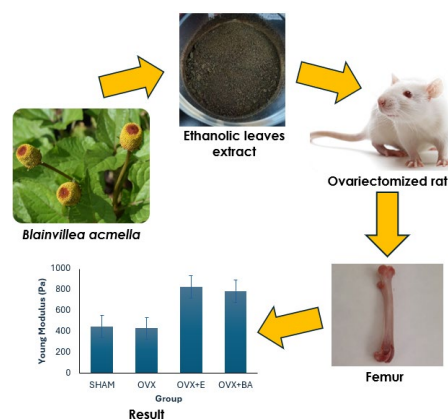 Ethanolic leaves
extract
Ovariectomized rat
Blainvillea acmella
Femur
Young Modulus (Pa)
1000
800
600
400
200
0
SHAM OVX OVX+E OVX+BA
Group
Result